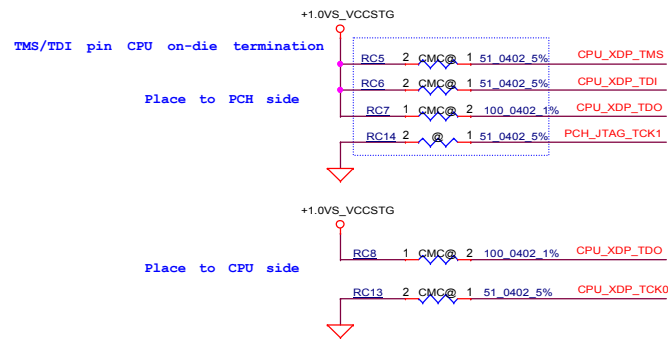 +1.0VS_VCCSTG
TMS/TDI pin CPU on-die termination
RC5 2 CMC@ 1 51_0402_5% CPU_XDP_TMS
RC6 2 CMC@ 1 51_0402_5% CPU_XDP_TDI
Place to PCH side
RC7 1 CMC@ 2 100_0402_1% CPU_XDP_TDO
RC14 2 @ 1 51_0402_5% PCH_JTAG_TCK1
+1.0VS_VCCSTG
RC8 1 CMC@ 2 100_0402_1% CPU_XDP_TDO
Place to CPU side
RC13 2 CMC@ 1 51_0402_5% CPU_XDP_TCK0